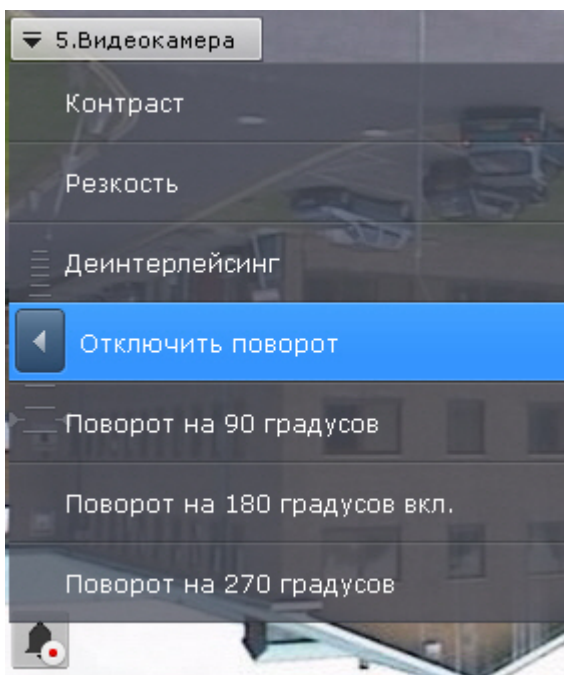 5.Видеокамера
Контраст
Резкость
Деинтерлейсинг
Отключить поворот
Поворот на 90 градусов
Поворот на 180 градусов вкл.
Поворот на 270 градусов